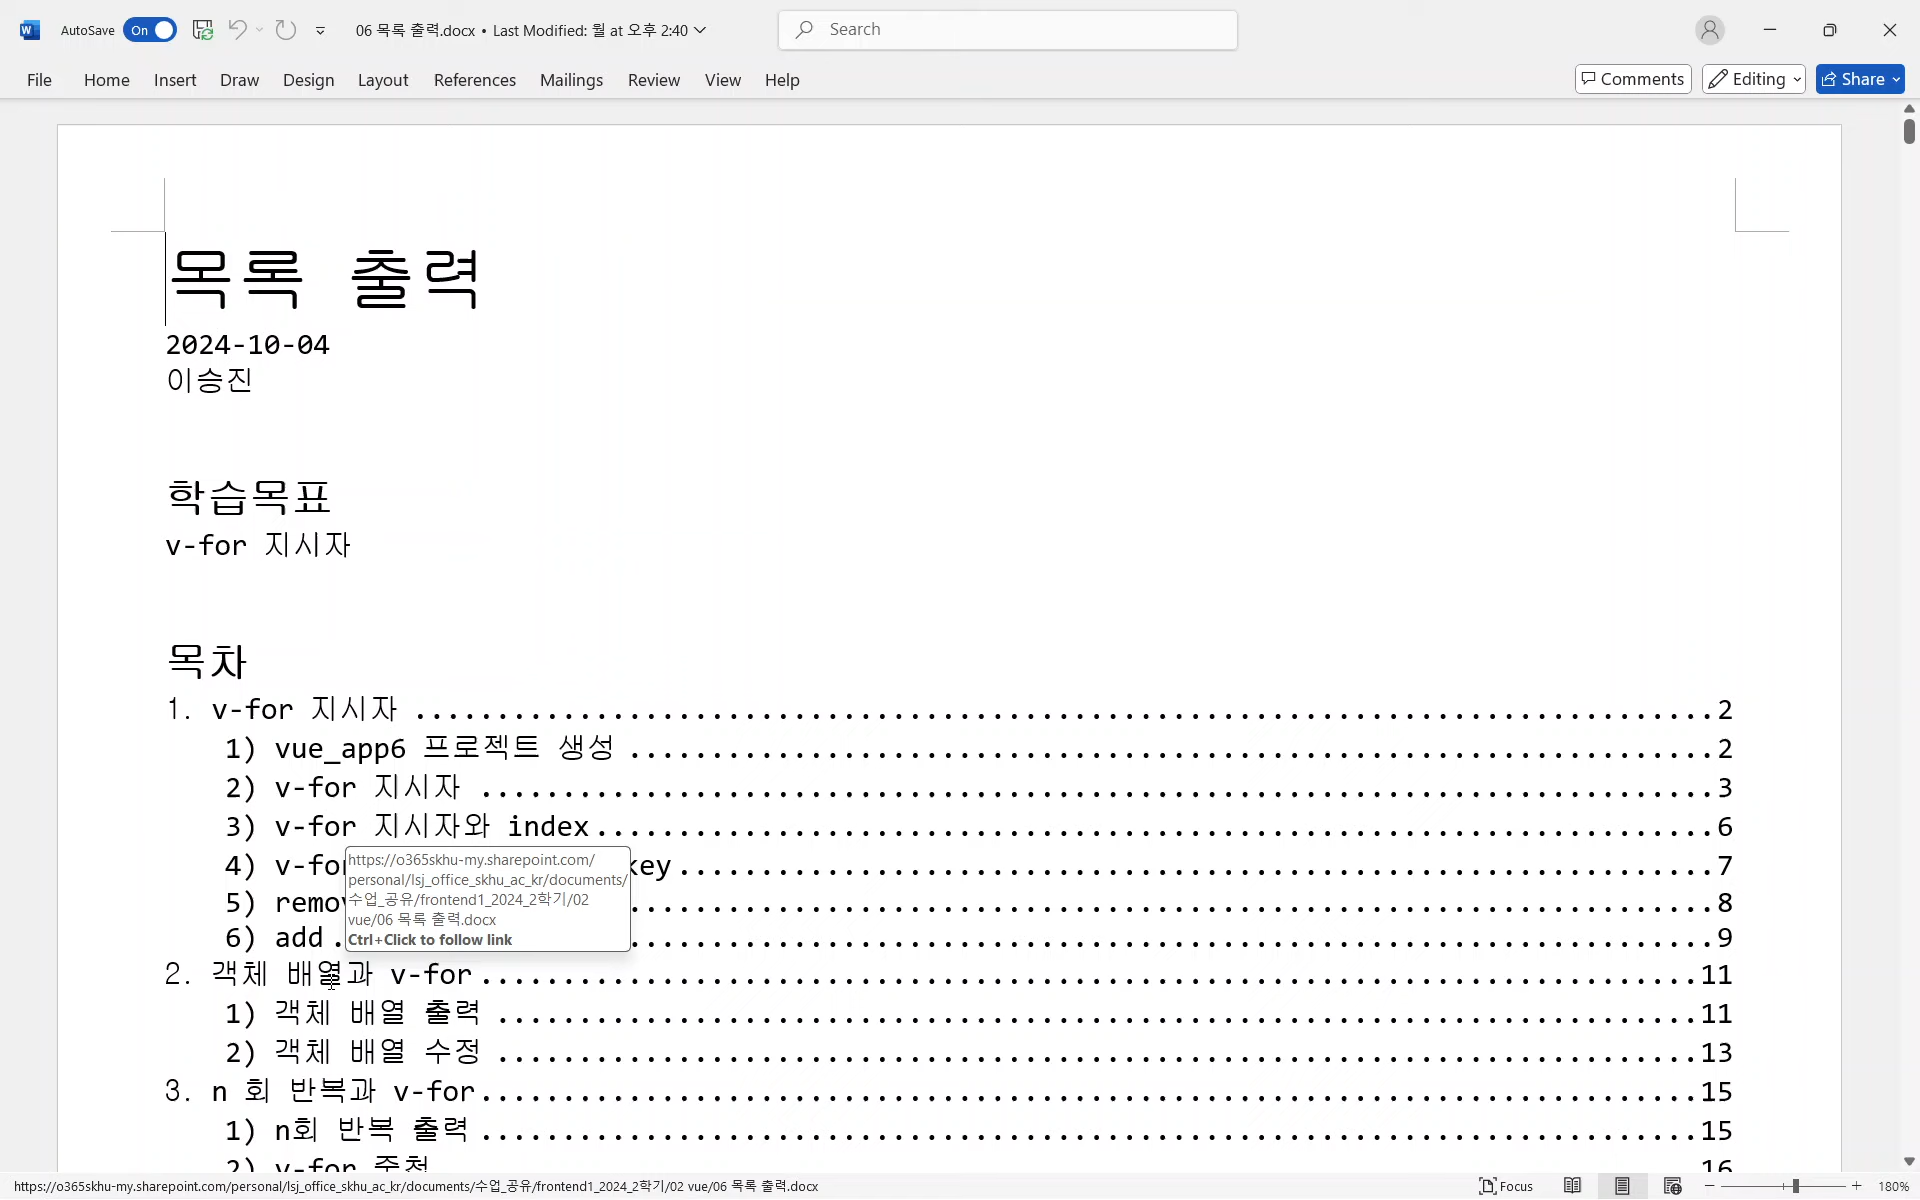 AutoSave On 06 목록 출력.docx • Last Modified: 월 at 오후 2:40 Search
File Home Insert Draw Design Layout References Mailings Review View Help Comments Editing Share
목록 출력
2024-10-04
이승진
학습목표
v-for 지시자
목차
1. v-for 지시자 ........ 2
1) vue_app6 프로젝트 생성 ........ 2
2) v-for 지시자 ........ 3
3) v-for 지시자와 index ........ 6
4) v-for key ........ 7
5) remov ........ 8
6) add ........ 9
https://o365skhu-my.sharepoint.com/
personal/lsj_office_skhu_ac_kr/documents/
수업_공유/frontend1_2024_2학기/02
vue/06 목록 출력.docx
Ctrl+Click to follow link
2. 객체 배열과 v-for ........ 11
1) 객체 배열 출력 ........ 11
2) 객체 배열 수정 ........ 13
3. n 회 반복과 v-for ........ 15
1) n회 반복 출력 ........ 15
2) v-for 중첩 16
https://o365skhu-my.sharepoint.com/personal/lsj_office_skhu_ac_kr/documents/수업_공유/frontend1_2024_2학기/02 vue/06 목록 출력.docx Focus 180%